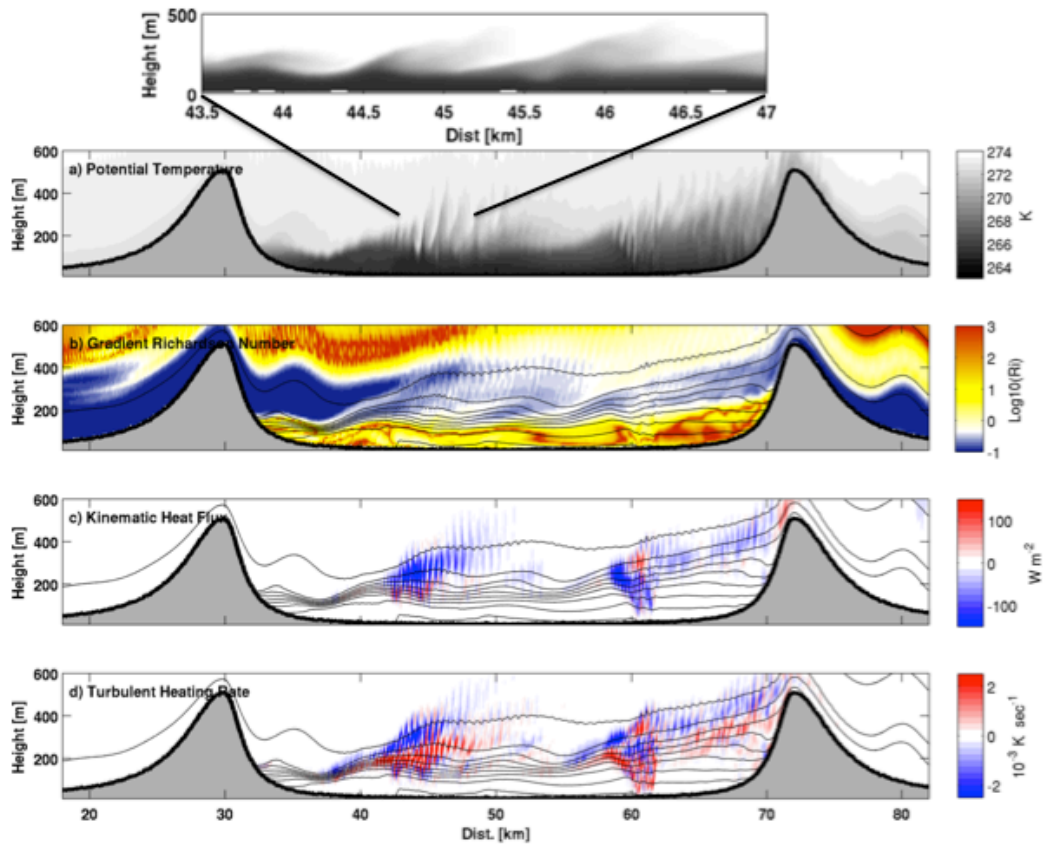 500
Height [m]
0
43.5 44 44.5 45 45.5 46 46.5 47
Dist [km]
600
a) Potential Temperature
400
Height [m]
200
274
272
270
268
266
264
K
600
b) Gradient Richardson Number
400
Height [m]
200
3
2
1
0
-1
Log10(Ri)
600
c) Kinematic Heat Flux
400
Height [m]
200
100
0
-100
W m-2
600
d) Turbulent Heating Rate
400
Height [m]
200
2
0
-2
10-3 K sec-1
20 30 40 50 60 70 80
Dist. [km]